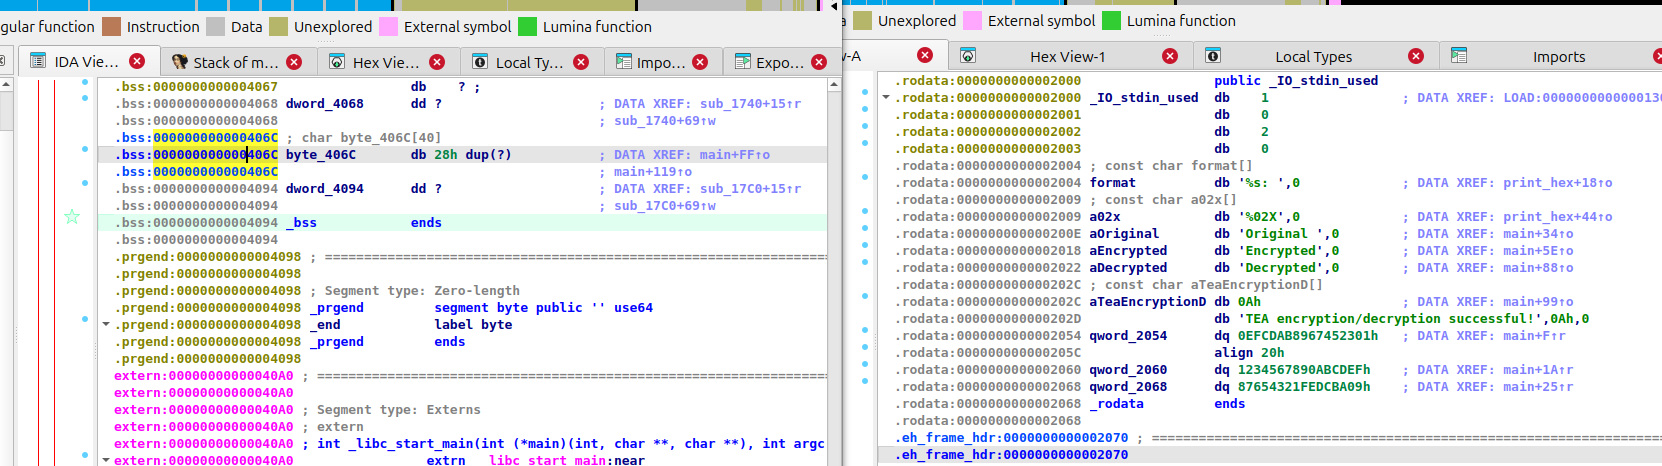 gular function Instruction Data Unexplored External symbol Lumina function
IDA Vie... Stack of m... Hex Vie... Local Ty... Impo... Expo...
.bss:0000000000004067 db ? ;
.bss:0000000000004068 dword_4068 dd ? ; DATA XREF: sub_1740+15↑r
.bss:0000000000004068 ; sub_1740+69↑w
.bss:000000000000406C ; char byte_406C[40]
.bss:000000000000406C byte_406C db 28h dup(?) ; DATA XREF: main+FF↑o
.bss:000000000000406C ; main+119↑o
.bss:0000000000004094 dword_4094 dd ? ; DATA XREF: sub_17C0+15↑r
.bss:0000000000004094 ; sub_17C0+69↑w
.bss:0000000000004094 _bss ends
.bss:0000000000004094
.prgend:0000000000004098 ; ================================================================
.prgend:0000000000004098
.prgend:0000000000004098 ; Segment type: Zero-length
.prgend:0000000000004098 _prgend segment byte public '' use64
.prgend:0000000000004098 _end label byte
.prgend:0000000000004098 _prgend ends
.prgend:0000000000004098
extern:00000000000040A0 ; ================================================================
extern:00000000000040A0
extern:00000000000040A0 ; Segment type: Externs
extern:00000000000040A0 ; extern
extern:00000000000040A0 ; int _libc_start_main(int (*main)(int, char **, char **), int argc
extern:00000000000040A0 extrn __libc_start_main:near
a Unexplored External symbol Lumina function
w-A Hex View-1 Local Types Imports
.rodata:0000000000002000 public _IO_stdin_used
.rodata:0000000000002000 _IO_stdin_used db 1 ; DATA XREF: LOAD:000000000000013
.rodata:0000000000002001 db 0
.rodata:0000000000002002 db 2
.rodata:0000000000002003 db 0
.rodata:0000000000002004 ; const char format[]
.rodata:0000000000002004 format db '%s: ',0 ; DATA XREF: print_hex+18↑o
.rodata:0000000000002009 ; const char a02x[]
.rodata:0000000000002009 a02x db '%02X',0 ; DATA XREF: print_hex+44↑o
.rodata:000000000000200E aOriginal db 'Original ',0 ; DATA XREF: main+34↑o
.rodata:0000000000002018 aEncrypted db 'Encrypted',0 ; DATA XREF: main+5E↑o
.rodata:0000000000002022 aDecrypted db 'Decrypted',0 ; DATA XREF: main+88↑o
.rodata:000000000000202C ; const char aTeaEncryptionD[]
.rodata:000000000000202C aTeaEncryptionD db 0Ah ; DATA XREF: main+99↑o
.rodata:000000000000202D db 'TEA encryption/decryption successful!',0Ah,0
.rodata:0000000000002054 qword_2054 dq 0EFCDAB8967452301h ; DATA XREF: main+F↑r
.rodata:000000000000205C align 20h
.rodata:0000000000002060 qword_2060 dq 1234567890ABCDEFh ; DATA XREF: main+1A↑r
.rodata:0000000000002068 qword_2068 dq 87654321FEDCBA09h ; DATA XREF: main+25↑r
.rodata:0000000000002068 _rodata ends
.rodata:0000000000002068
.eh_frame_hdr:0000000000002070 ; ================================
.eh_frame_hdr:0000000000002070